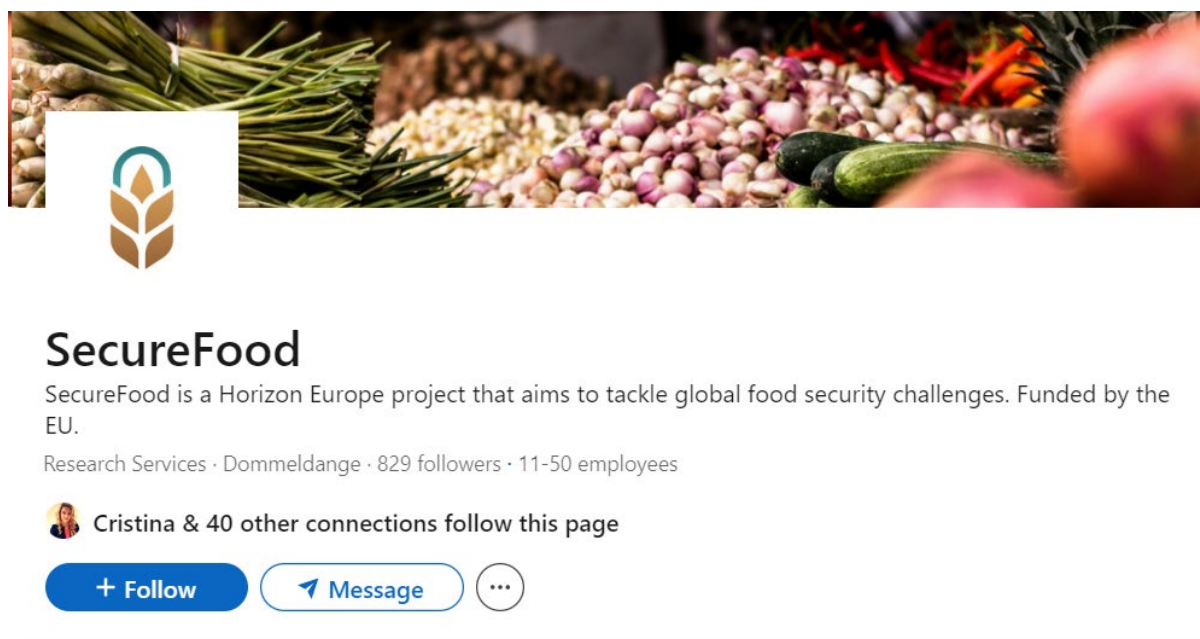 SecureFood
SecureFood is a Horizon Europe project that aims to tackle global food security challenges. Funded by the
EU.
Research Services · Dommeldange · 829 followers · 11-50 employees
Cristina & 40 other connections follow this page
+ Follow
Message